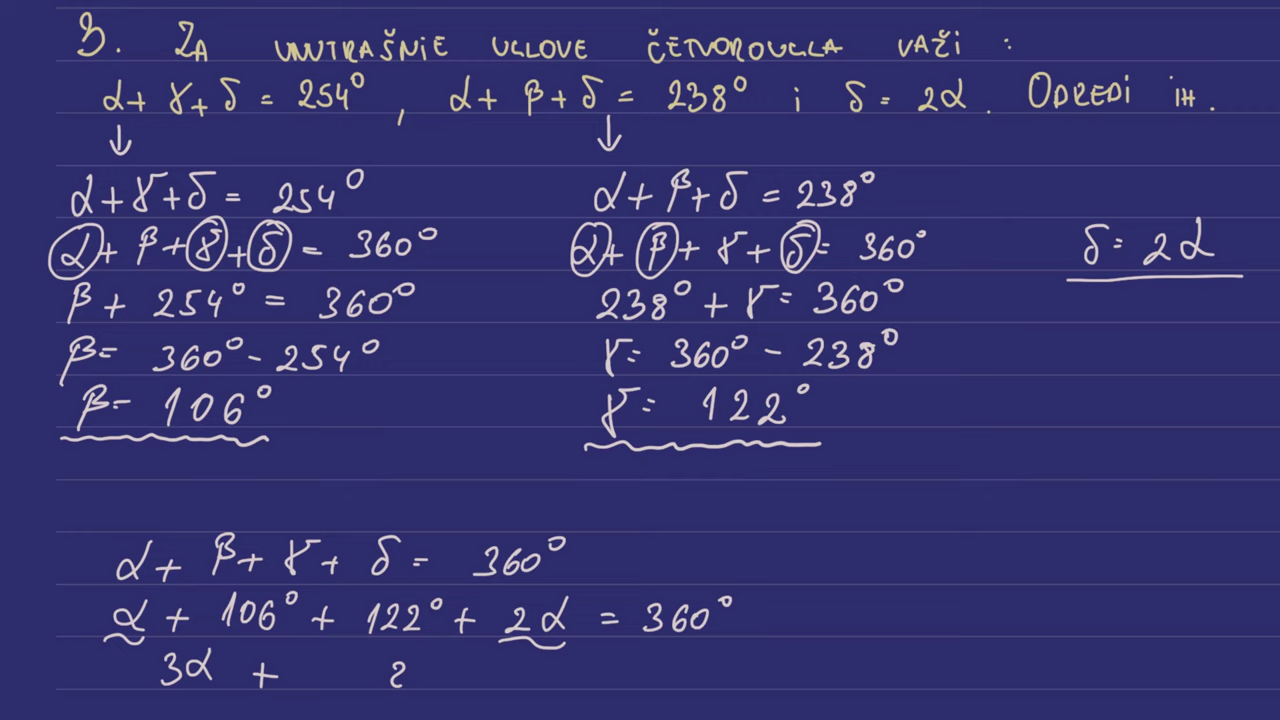 3. ZA UNUTRAŠNJE UGLOVE ČETVOROUGLA VAŽI :
α + γ + δ = 254° , α + β + δ = 238° i δ = 2α . ODREDI IH .
↓ ↓
α + γ + δ = 254°
α + β + γ + δ = 360°
β + 254° = 360°
β = 360° - 254°
β = 106°
α + β + δ = 238°
α + β + γ + δ = 360°
238° + γ = 360°
γ = 360° - 238°
γ = 122°
δ = 2α
α + β + γ + δ = 360°
α + 106° + 122° + 2α = 360°
3α + 2